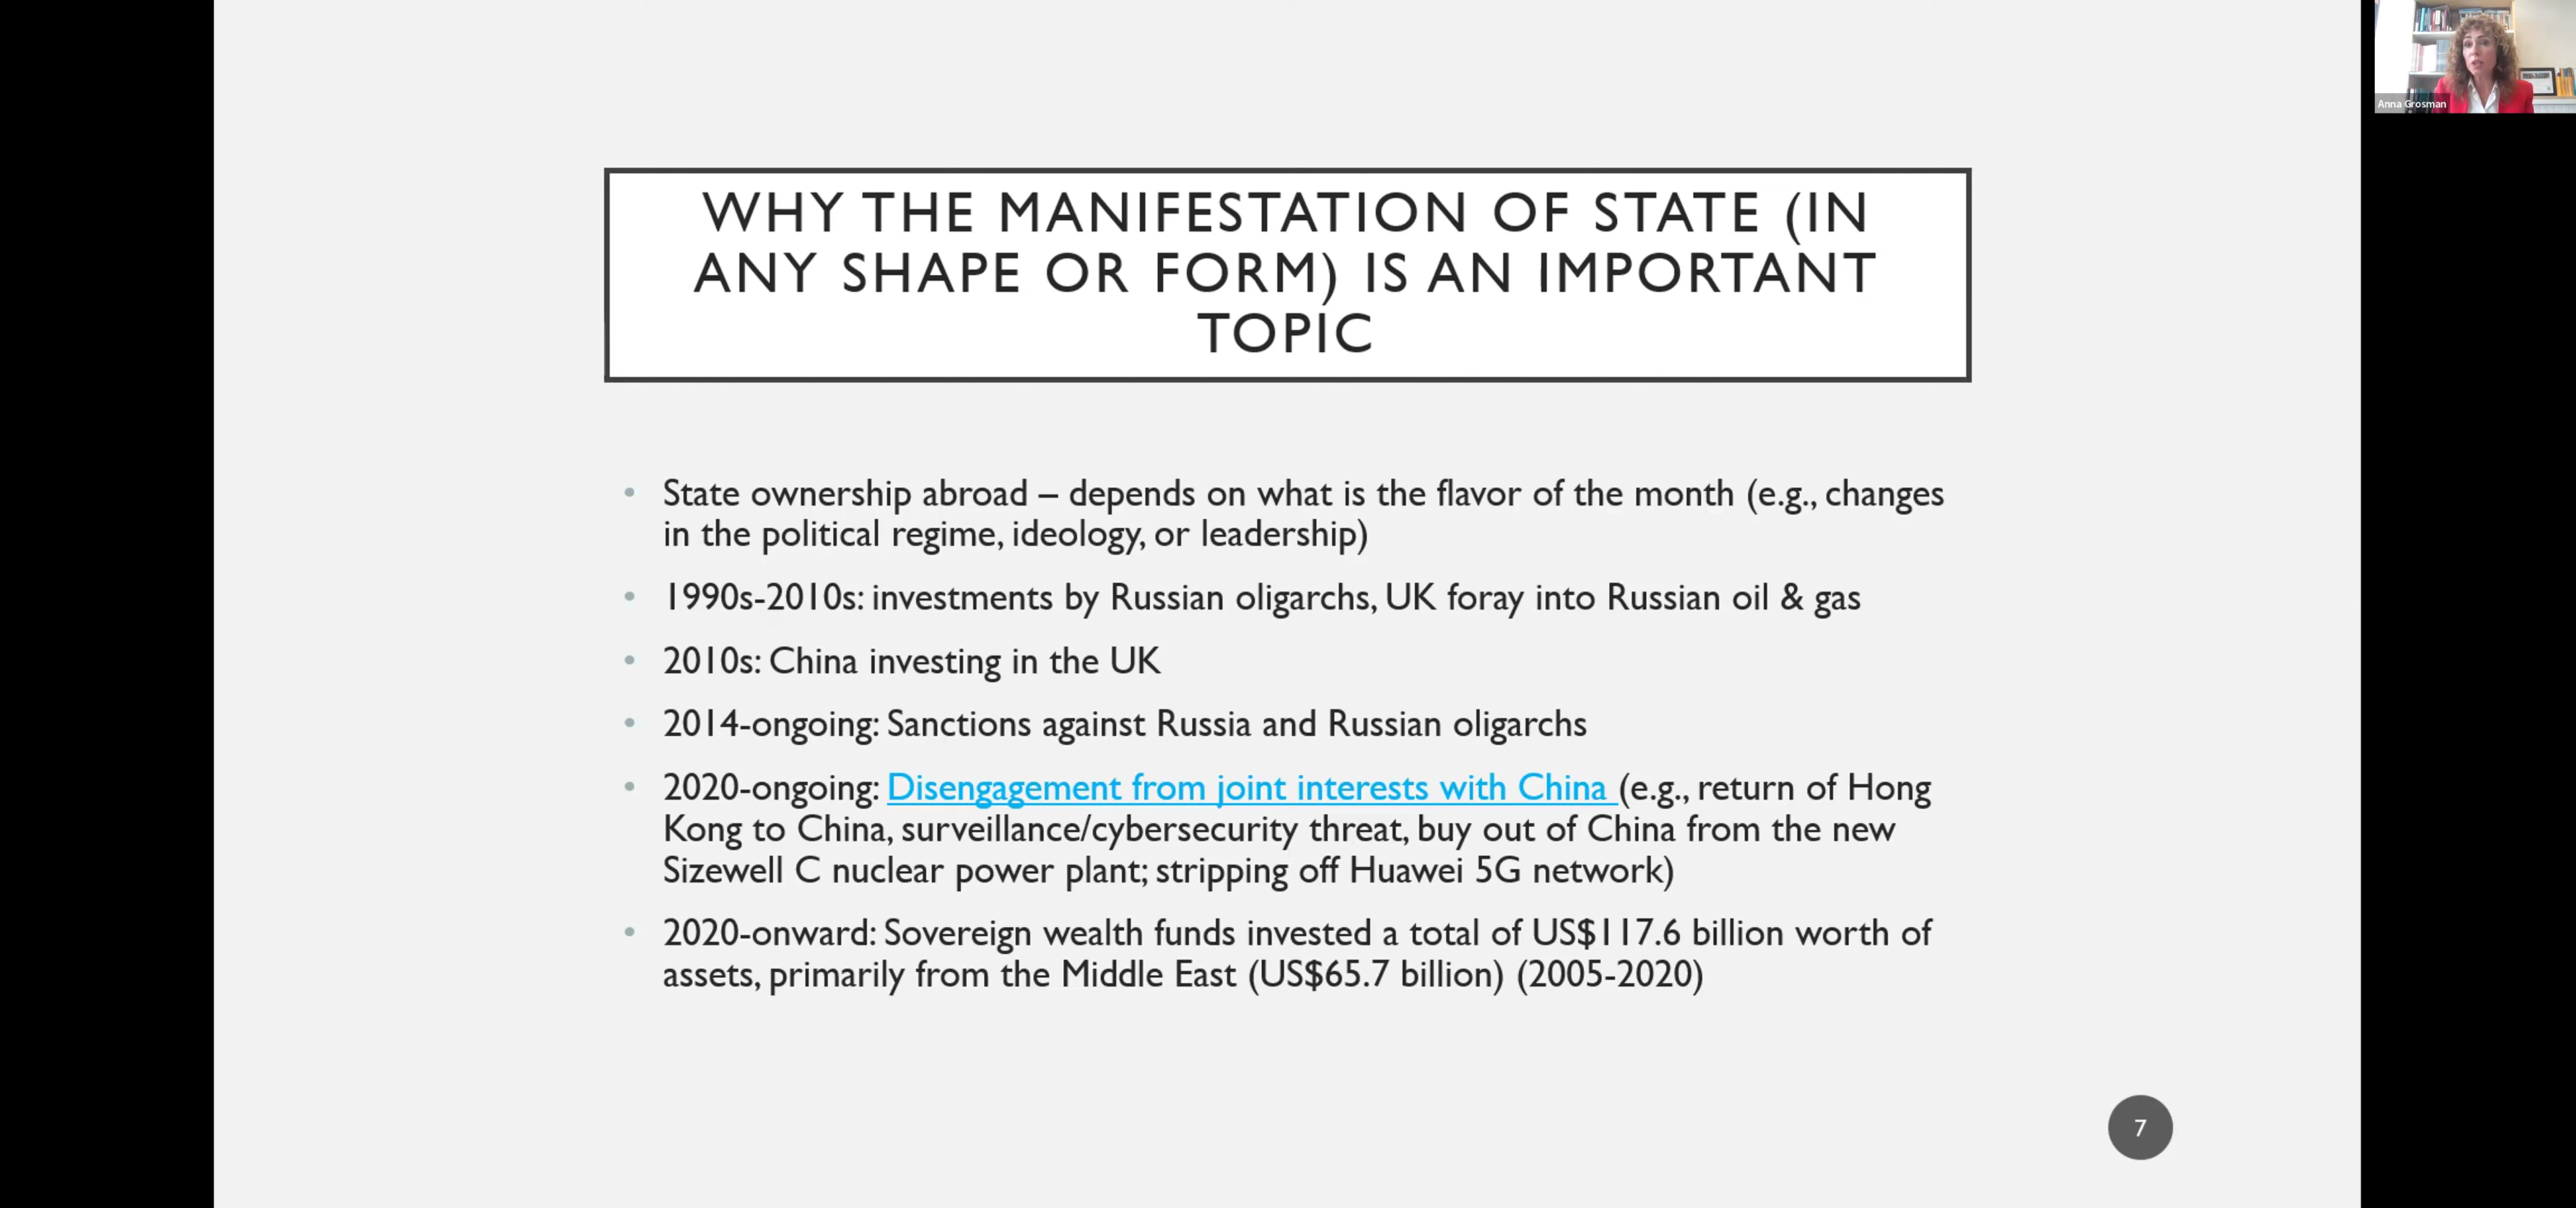 Anna Grosman
WHY THE MANIFESTATION OF STATE (IN
ANY SHAPE OR FORM) IS AN IMPORTANT
TOPIC
• State ownership abroad – depends on what is the flavor of the month (e.g., changes
in the political regime, ideology, or leadership)
• 1990s-2010s: investments by Russian oligarchs, UK foray into Russian oil & gas
• 2010s: China investing in the UK
• 2014-ongoing: Sanctions against Russia and Russian oligarchs
• 2020-ongoing: Disengagement from joint interests with China (e.g., return of Hong
Kong to China, surveillance/cybersecurity threat, buy out of China from the new
Sizewell C nuclear power plant; stripping off Huawei 5G network)
• 2020-onward: Sovereign wealth funds invested a total of US$117.6 billion worth of
assets, primarily from the Middle East (US$65.7 billion) (2005-2020)
7